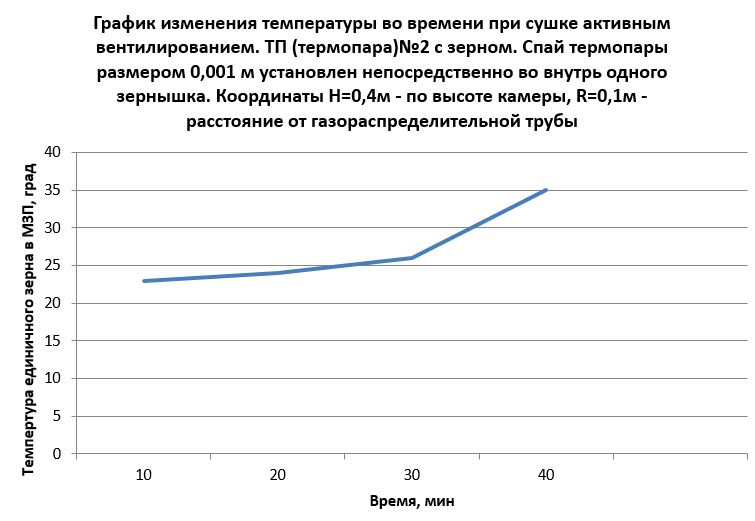 График изменения температуры во времени при сушке активным
вентилированием. ТП (термопара)№2 с зерном. Спай термопары
размером 0,001 м установлен непосредственно во внутрь одного
зернышка. Координаты Н=0,4м - по высоте камеры, R=0,1м -
расстояние от газораспределительной трубы
Темпертура единичного зерна в МЗП, град
40
35
30
25
20
15
10
5
0
10 20 30 40
Время, мин